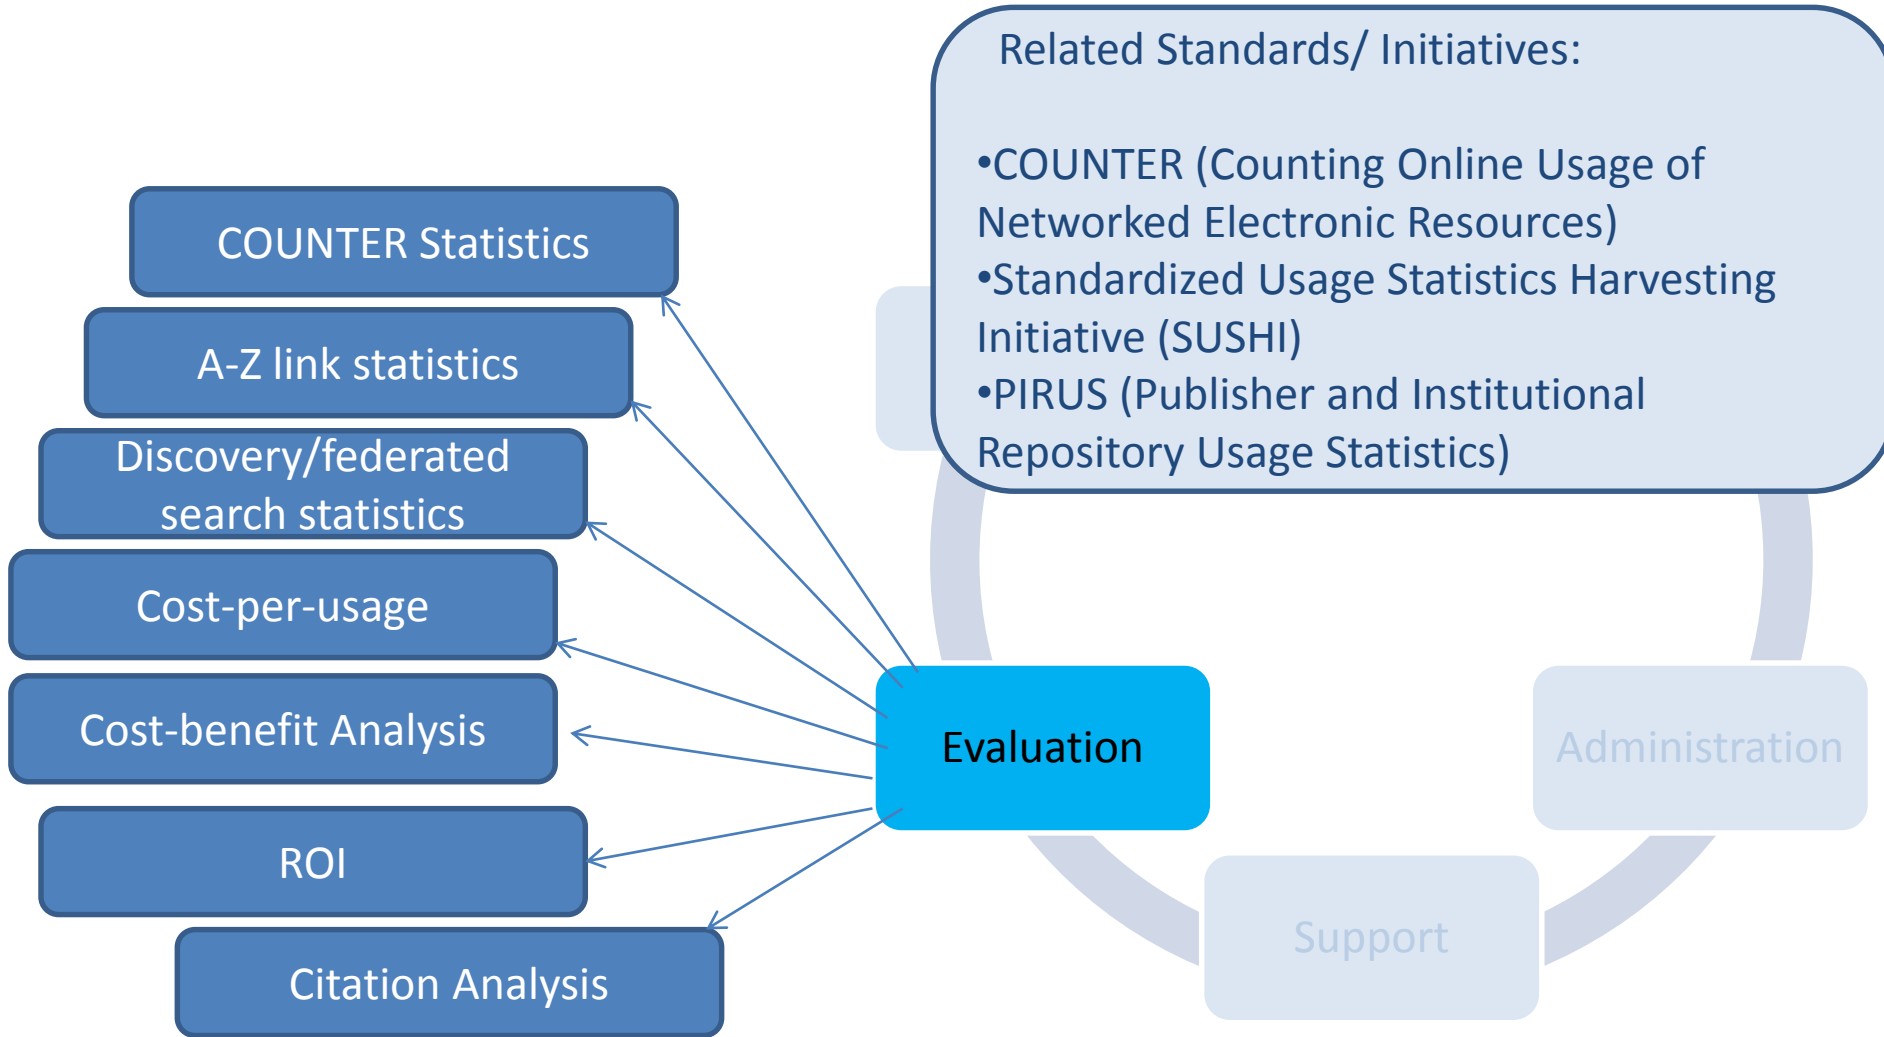 Related Standards/ Initiatives:
•COUNTER (Counting Online Usage of
Networked Electronic Resources)
•Standardized Usage Statistics Harvesting
Initiative (SUSHI)
•PIRUS (Publisher and Institutional
Repository Usage Statistics)
COUNTER Statistics
A-Z link statistics
Discovery/federated
search statistics
Cost-per-usage
Cost-benefit Analysis
ROI
Citation Analysis
Evaluation
Administration
Support